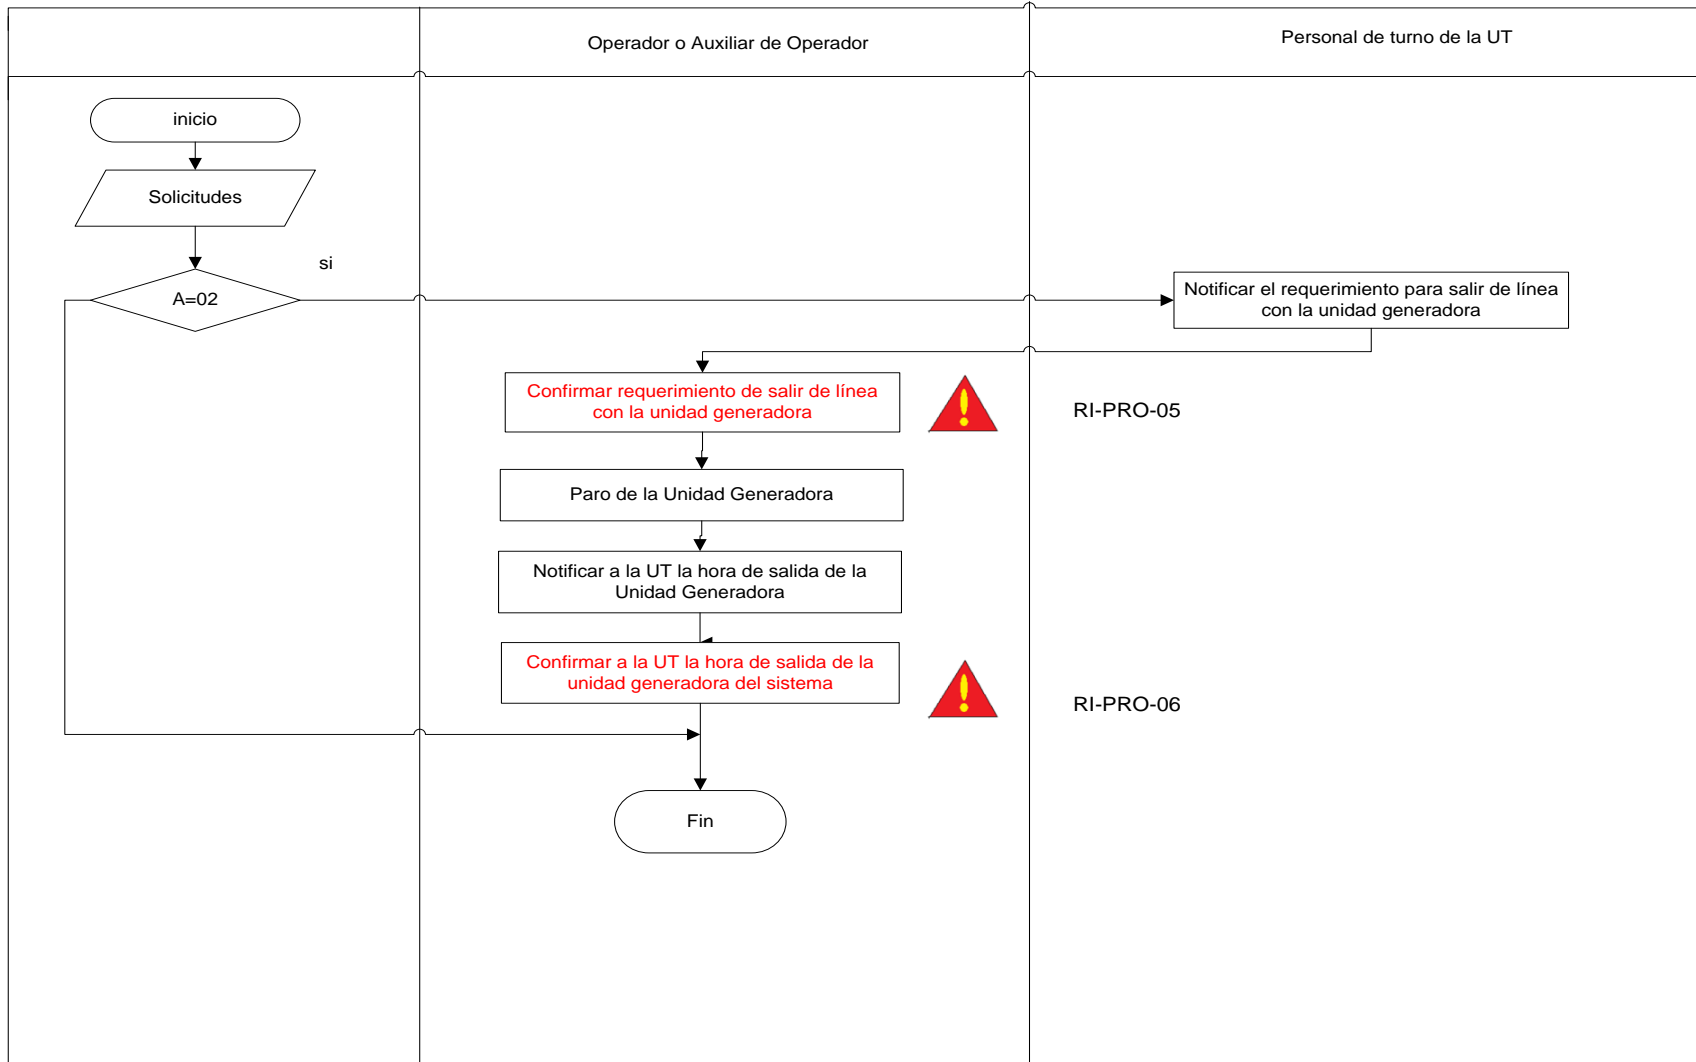 Operador o Auxiliar de Operador
Personal de turno de la UT
inicio
Solicitudes
si
A=02
Notificar el requerimiento para salir de línea
con la unidad generadora
Confirmar requerimiento de salir de línea
con la unidad generadora
RI-PRO-05
Paro de la Unidad Generadora
Notificar a la UT la hora de salida de la
Unidad Generadora
Confirmar a la UT la hora de salida de la
unidad generadora del sistema
RI-PRO-06
Fin